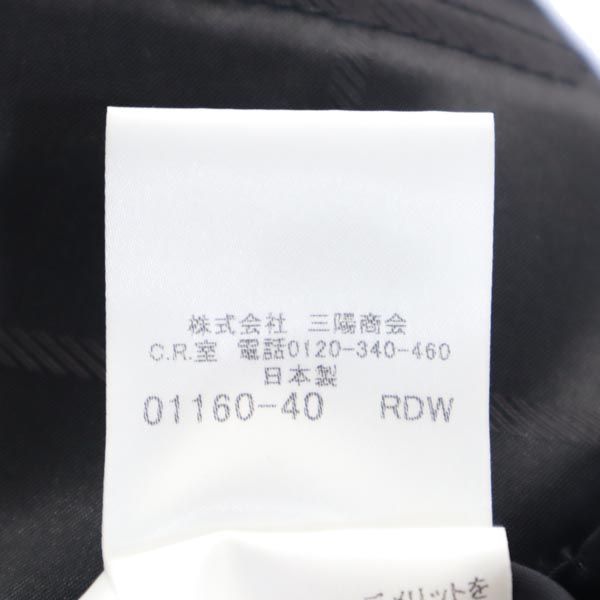 株式会社 三陽商会
C.R.室 電話0120-340-460
日本製
01160-40 RDW
デメリットを